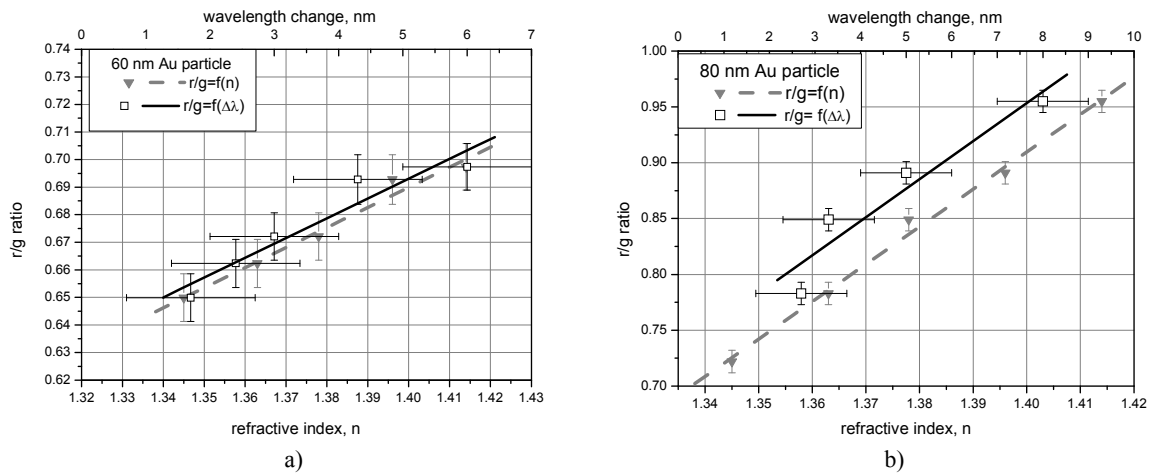 wavelength change, nm
0 1 2 3 4 5 6 7
0.74
0.73
0.72
0.71
0.70
0.69
0.68
0.67
0.66
0.65
0.64
0.63
0.62
r/g ratio
60 nm Au particle
r/g=f(n)
r/g=f(Δλ)
1.32 1.33 1.34 1.35 1.36 1.37 1.38 1.39 1.40 1.41 1.42 1.43
refractive index, n
a)
wavelength change, nm
0 1 2 3 4 5 6 7 8 9 10
1.00
0.95
0.90
0.85
0.80
0.75
0.70
r/g ratio
80 nm Au particle
r/g=f(n)
r/g= f(Δλ)
1.34 1.35 1.36 1.37 1.38 1.39 1.40 1.41 1.42
refractive index, n
b)